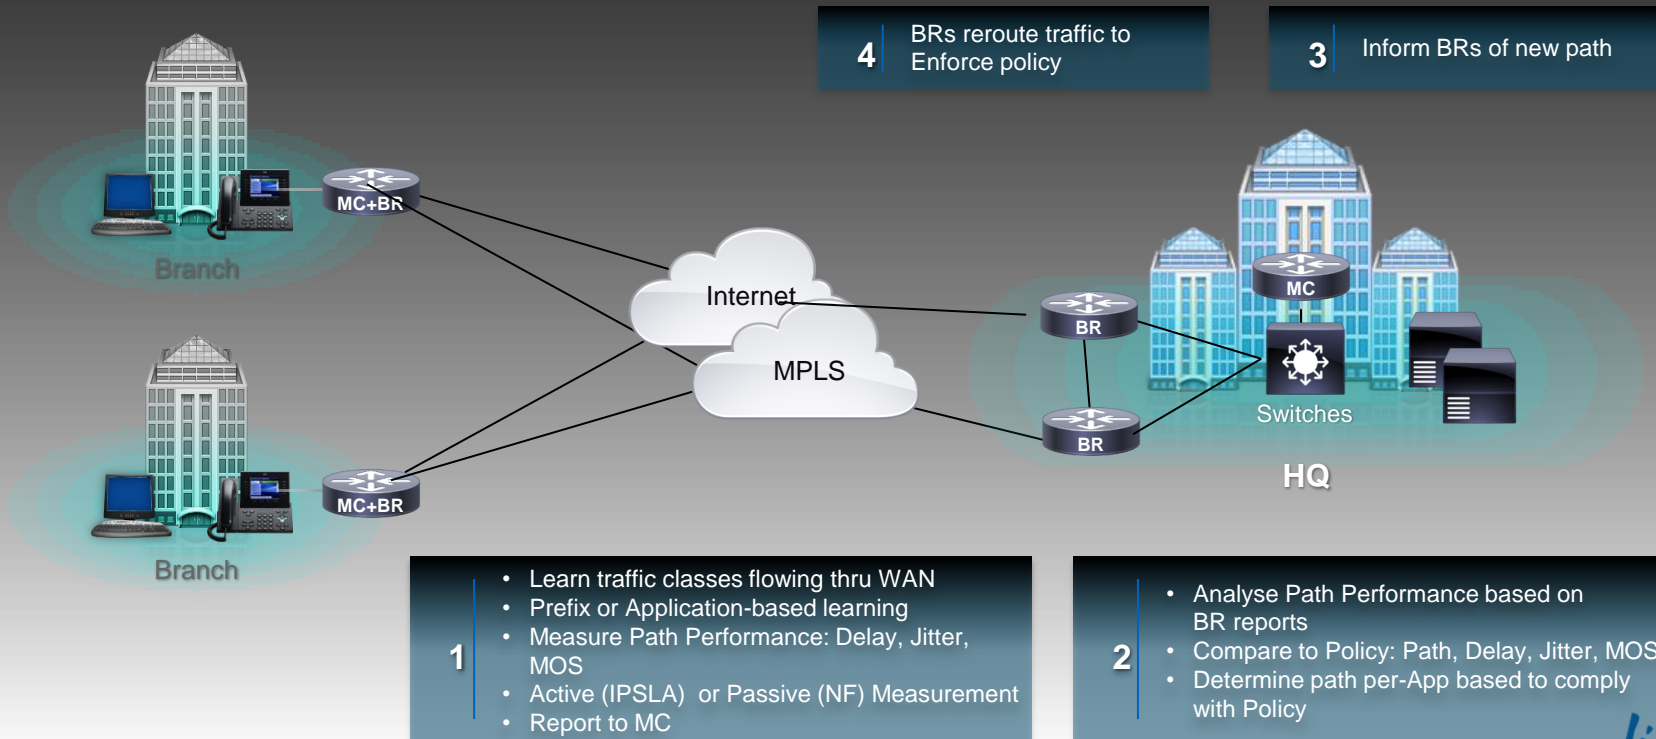 4
BRs reroute traffic to
Enforce policy
3
Inform BRs of new path
MC+BR
Branch
Internet
MPLS
BR
BR
MC
Switches
HQ
MC+BR
Branch
1
• Learn traffic classes flowing thru WAN
• Prefix or Application-based learning
• Measure Path Performance: Delay, Jitter,
MOS
• Active (IPSLA) or Passive (NF) Measurement
• Report to MC
2
• Analyse Path Performance based on
BR reports
• Compare to Policy: Path, Delay, Jitter, MOS
• Determine path per-App based to comply
with Policy